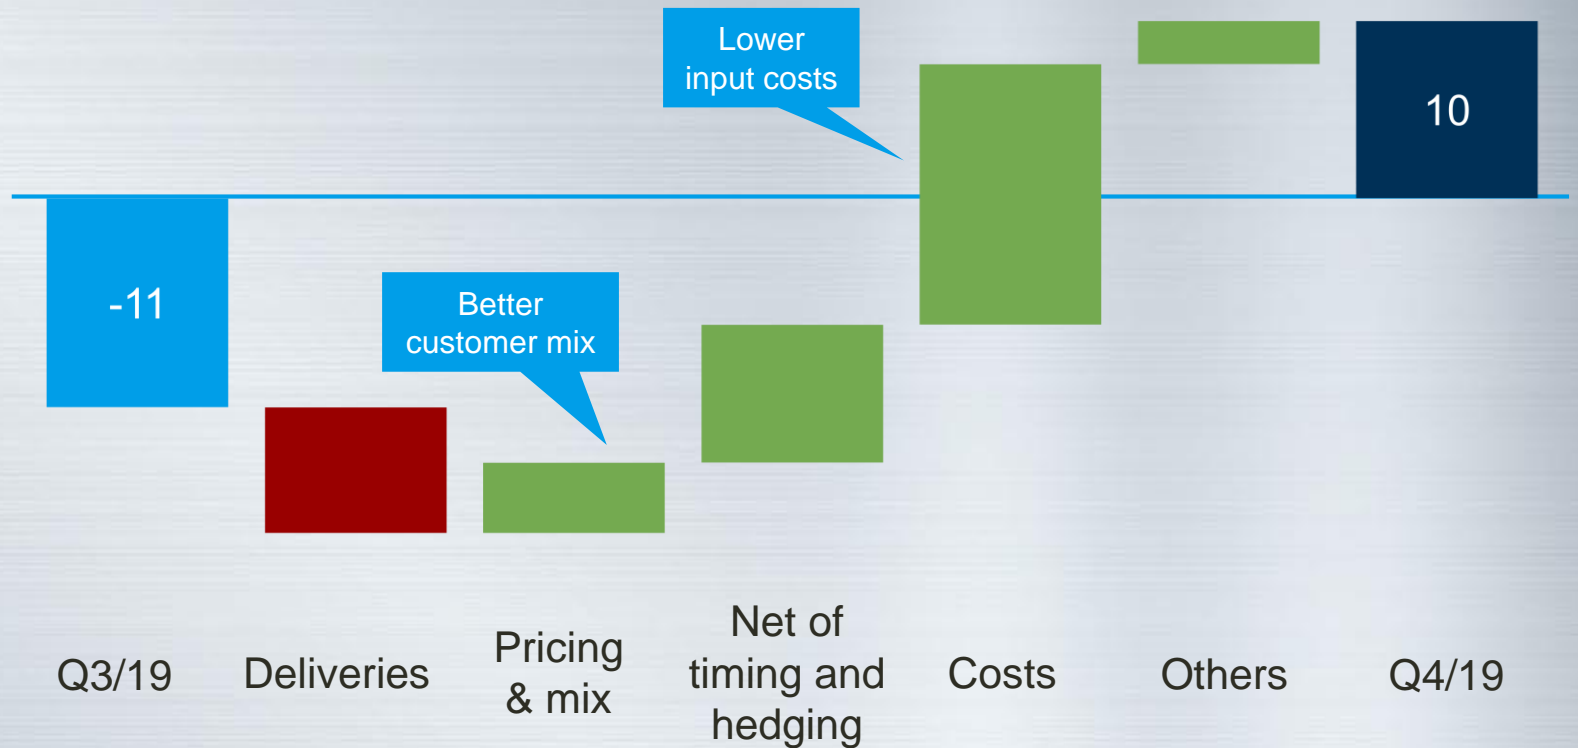 Lower
input costs
10
-11
Better
customer mix
Q3/19
Deliveries
Pricing
& mix
Net of
timing and
hedging
Costs
Others
Q4/19